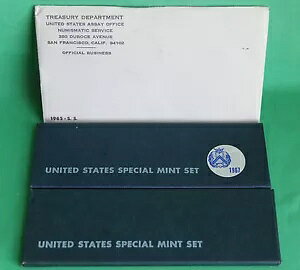 TREASURY DEPARTMENT
UNITED STATES ASSAY OFFICE
NUMISMATIC SERVICE
350 DUBOCE AVENUE
SAN FRANCISCO, CALIF. 94102
OFFICIAL BUSINESS
1965 - S. S.
UNITED STATES SPECIAL MINT SET
1967
UNITED STATES SPECIAL MINT SET